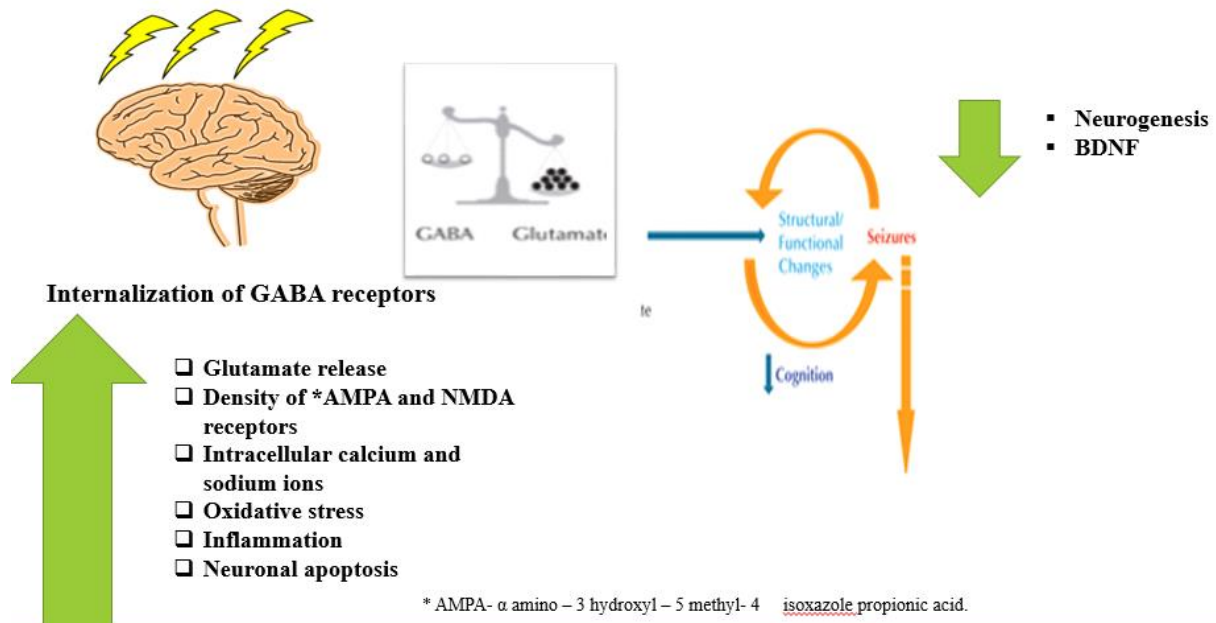 GABA Glutamate
Internalization of GABA receptors
❑ Glutamate release
❑ Density of *AMPA and NMDA
receptors
❑ Intracellular calcium and
sodium ions
❑ Oxidative stress
❑ Inflammation
❑ Neuronal apoptosis
Structural/
Functional
Changes
Seizures
te
Cognition
▪ Neurogenesis
▪ BDNF
* AMPA- α amino – 3 hydroxyl – 5 methyl- 4 isoxazole propionic acid.